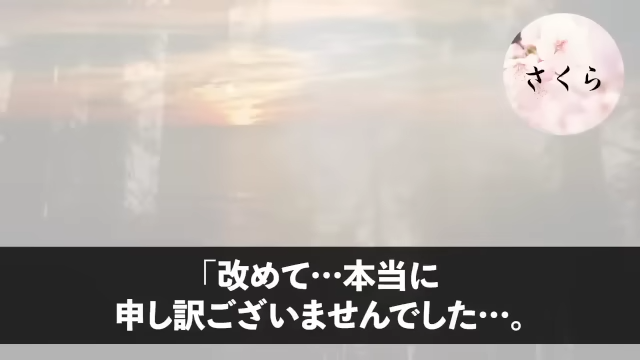 さくら
「改めて…本当に
申し訳ございませんでした…。